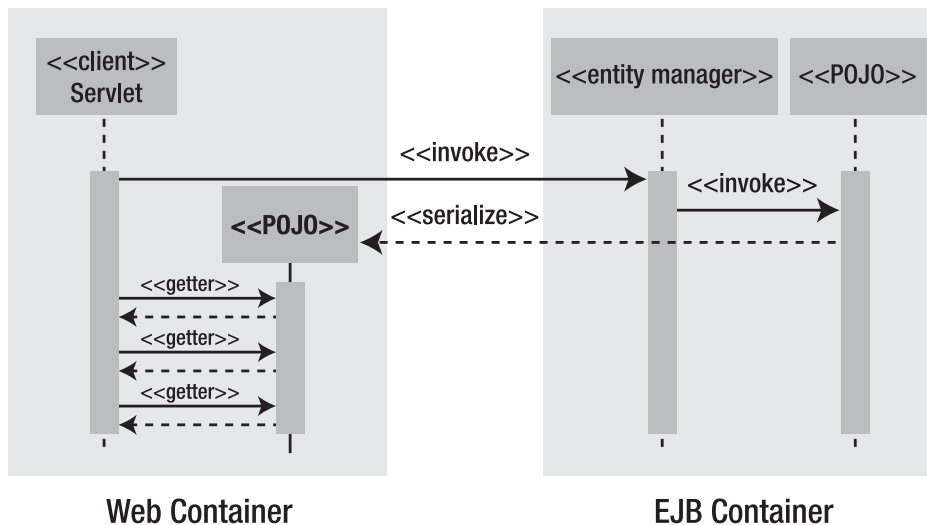 <<client>>
Servlet
<<entity manager>>
<<POJO>>
<<invoke>>
<<invoke>>
<<POJO>>
<<serialize>>
<<getter>>
<<getter>>
<<getter>>
Web Container
EJB Container